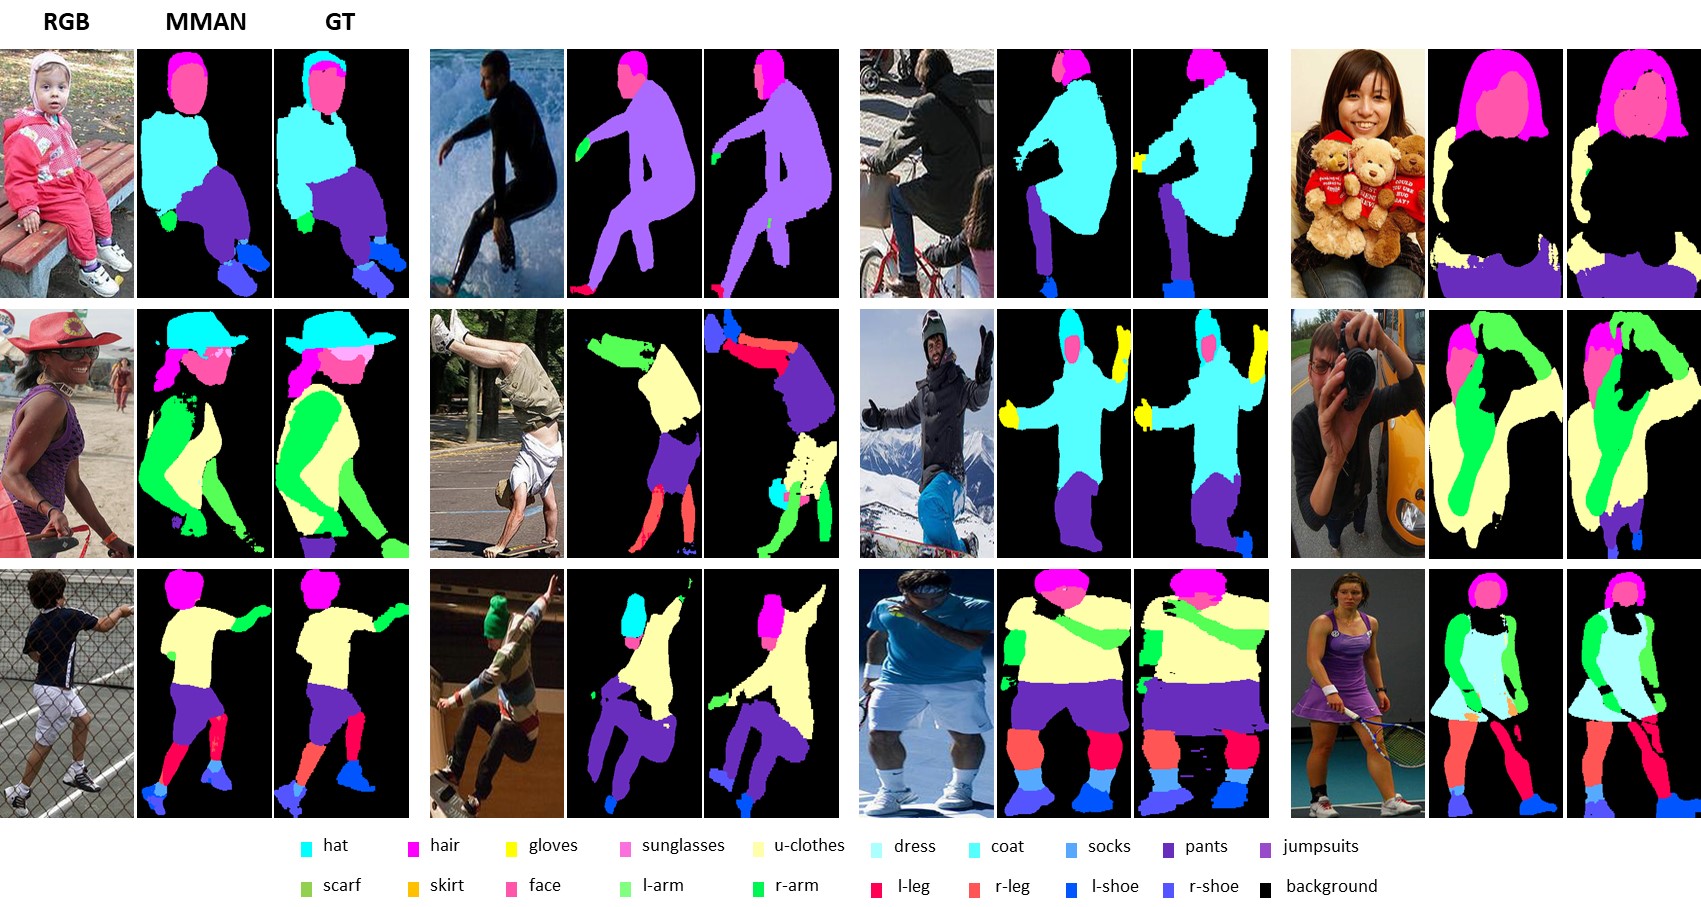 RGB MMAN GT
hat hair gloves sunglasses u-clothes dress coat socks pants jumpsuits
scarf skirt face l-arm r-arm l-leg r-leg l-shoe r-shoe background